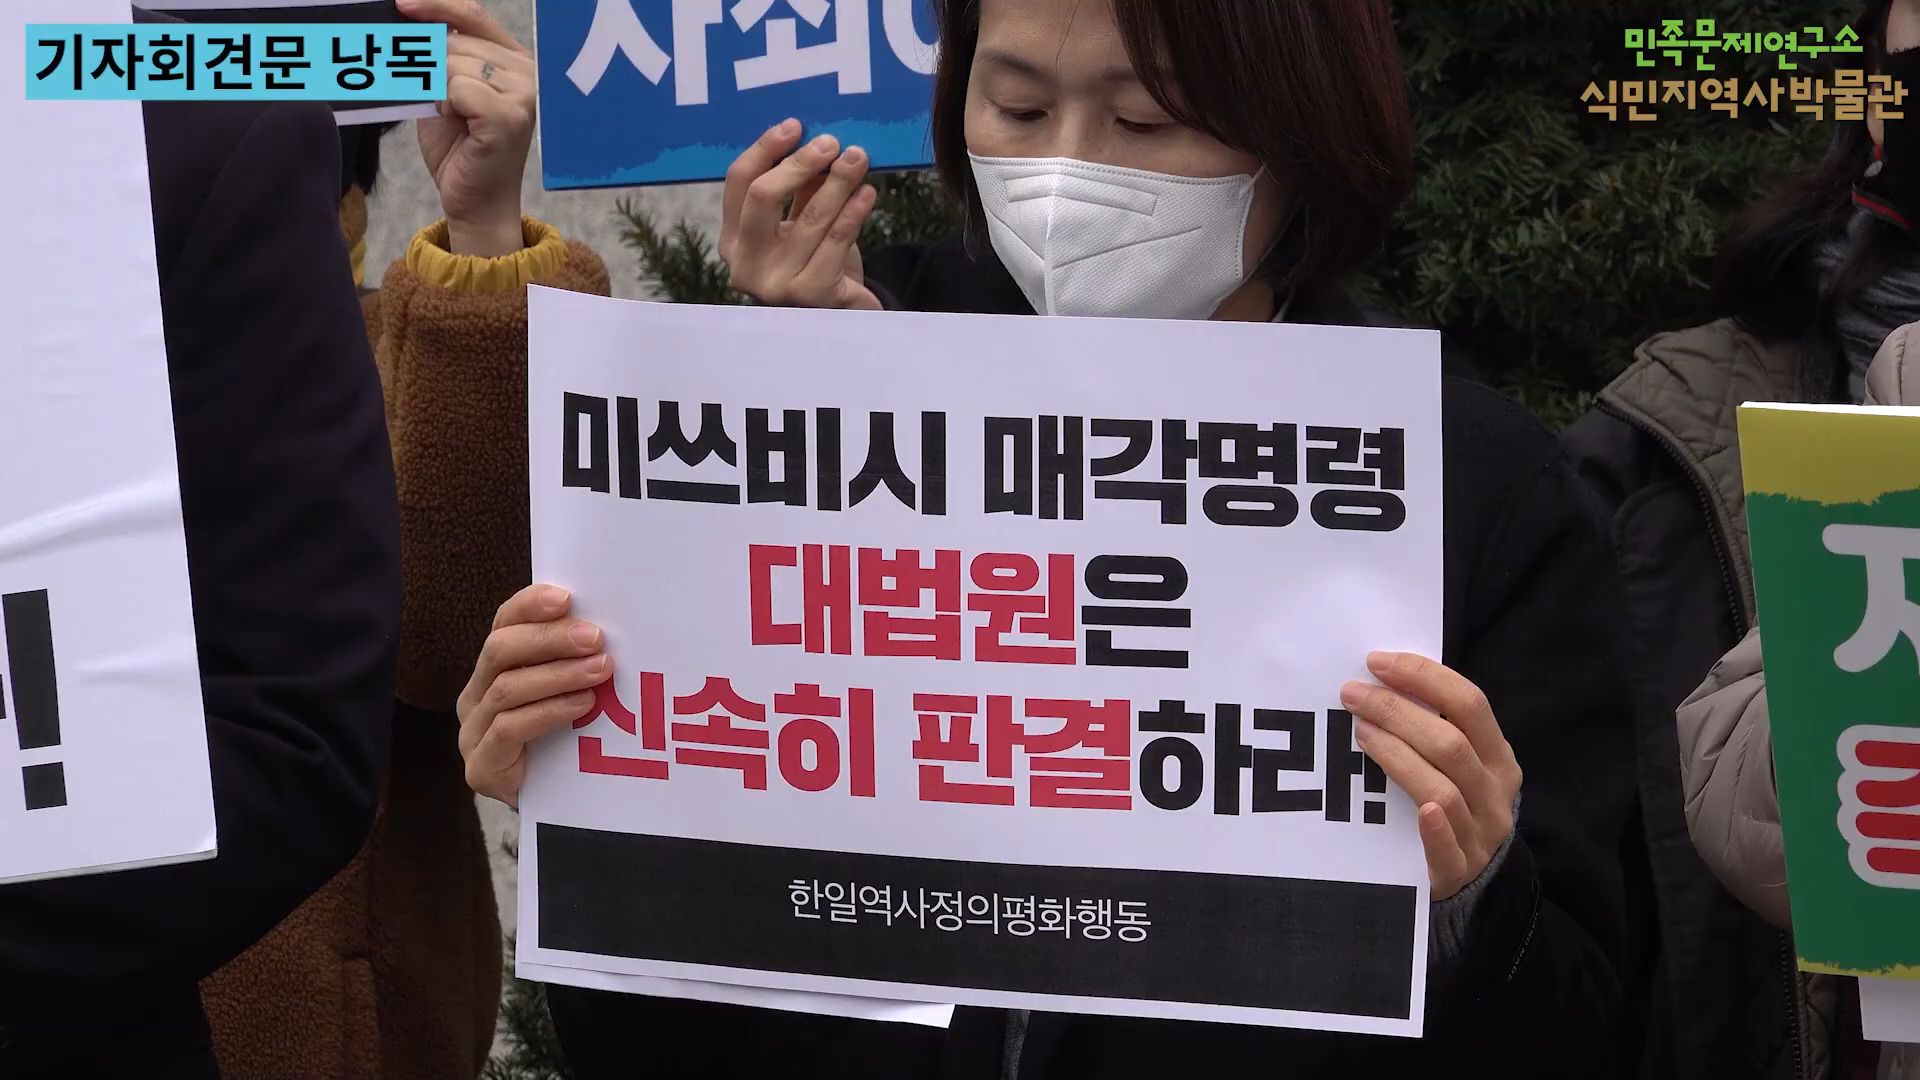 기자회견문 낭독
민족문제연구소
식민지역사박물관
미쓰비시 매각명령
대법원은
신속히 판결하라!
한일역사정의평화행동